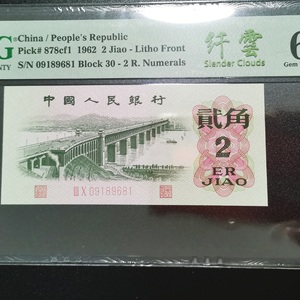 G
China / People's Republic
Pick# 878cf1 1962 2 Jiao - Litho Front
S/N 09189681 Block 30 - 2 R. Numerals
纤雲
Slender Clouds
6
Gem
中國人民銀行
貳角
2
ER
JIAO
III X 09189681